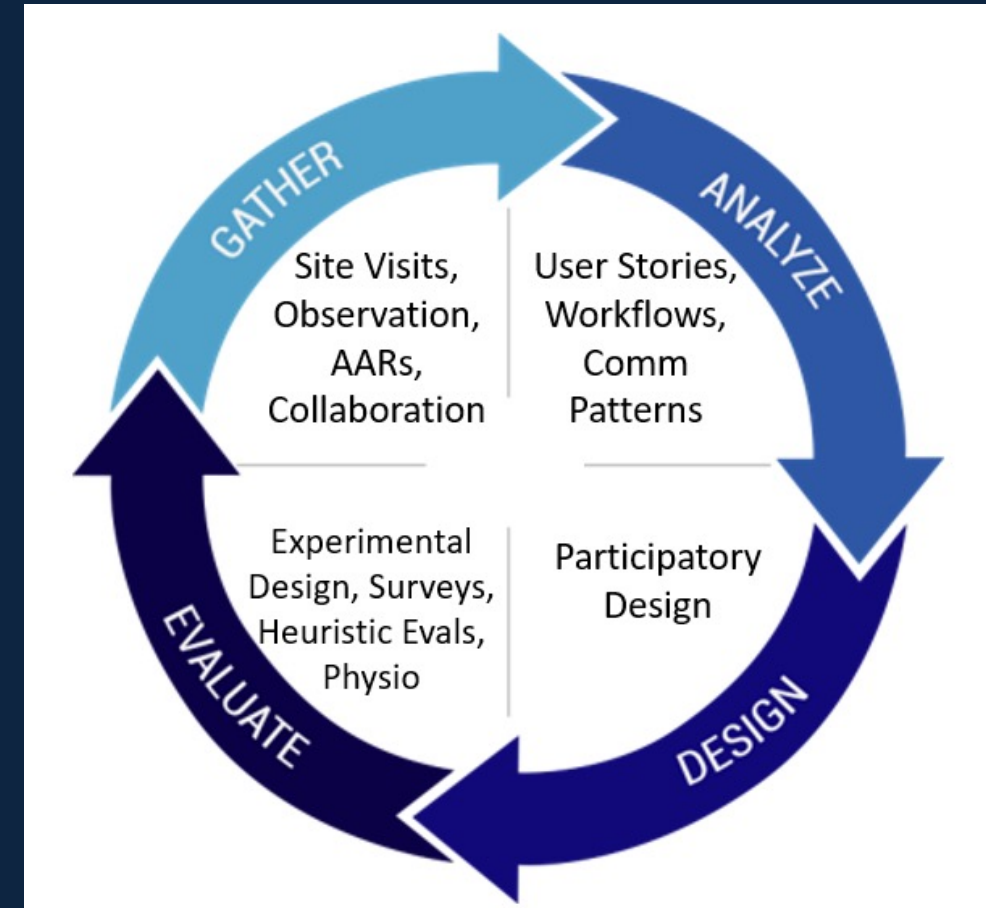 GATHER
Site Visits,
Observation,
AARs,
Collaboration
ANALYZE
User Stories,
Workflows,
Comm
Patterns
DESIGN
Participatory
Design
EVALUATE
Experimental
Design, Surveys,
Heuristic Evals,
Physio